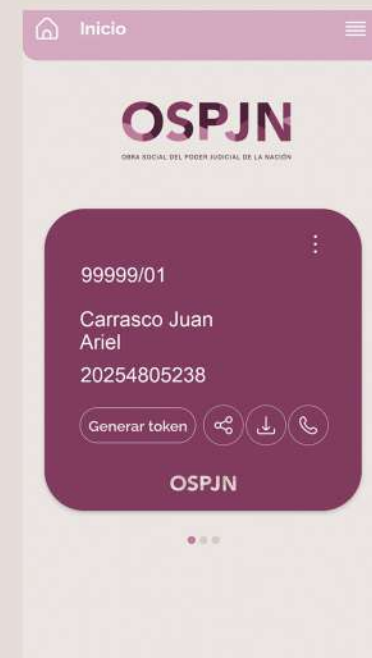 Inicio
OSPJN
OBRA SOCIAL DEL PODER JUDICIAL DE LA NACIÓN
99999/01
Carrasco Juan
Ariel
20254805238
Generar token
OSPJN